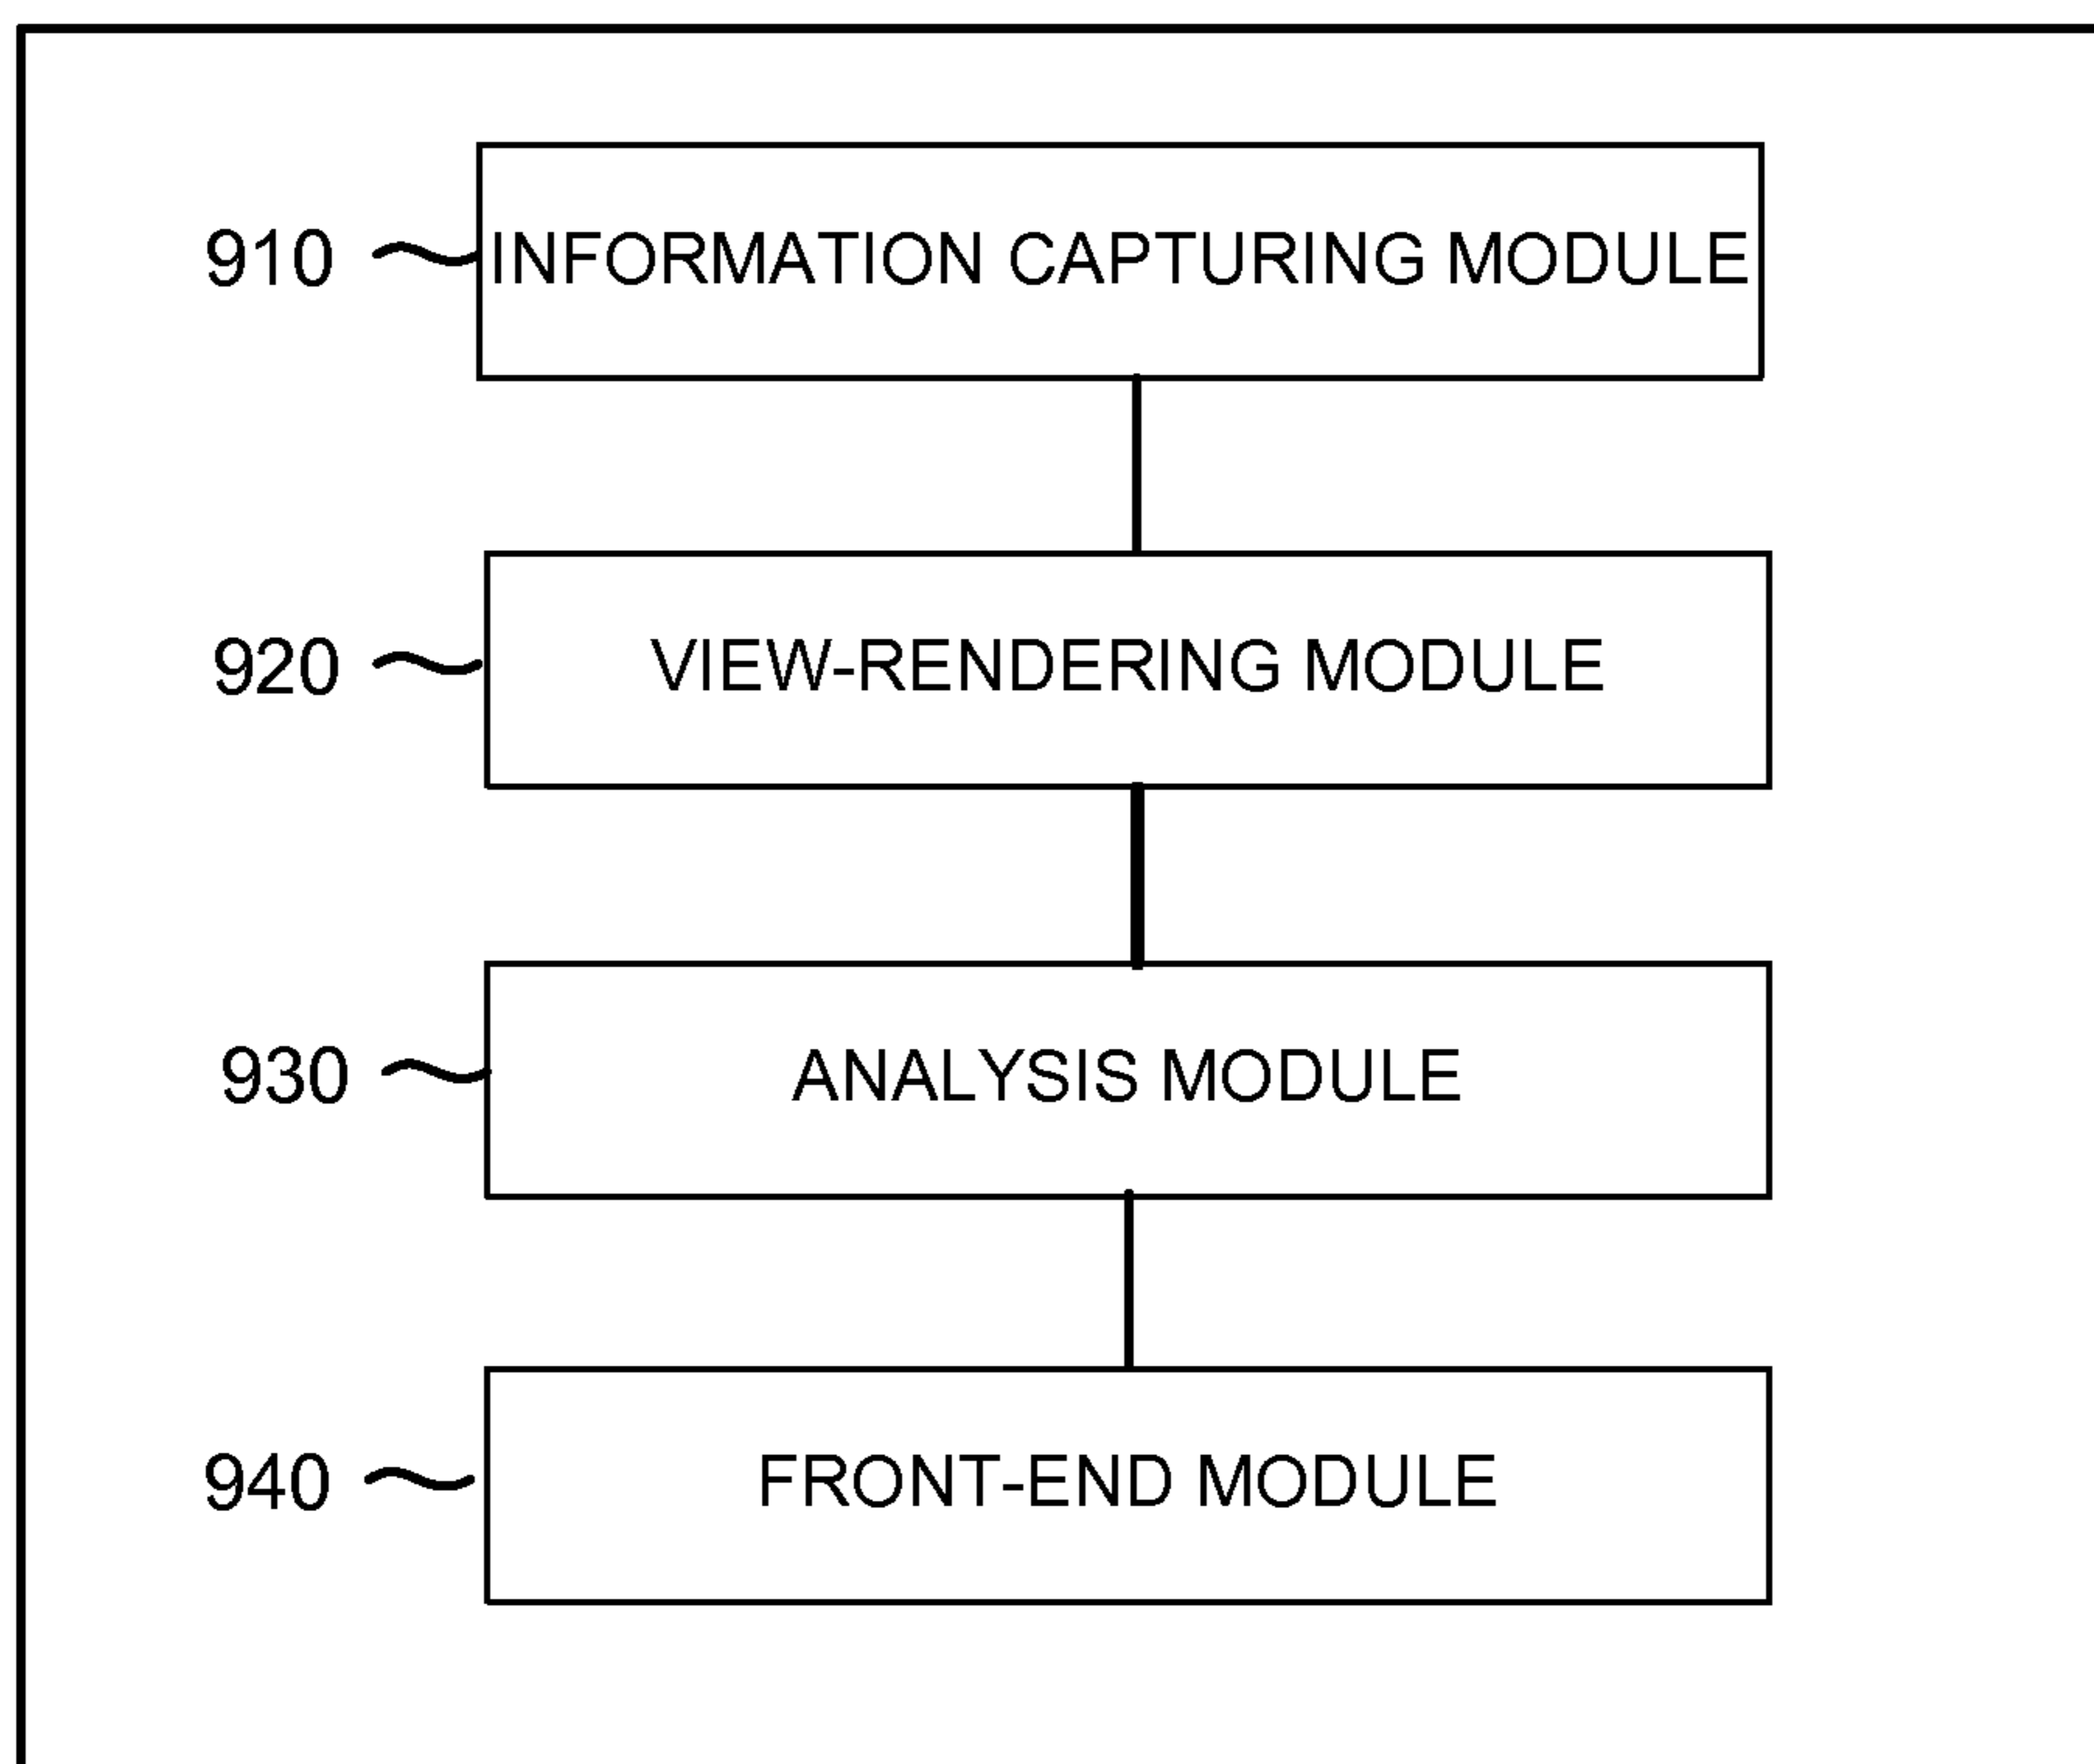 910 INFORMATION CAPTURING MODULE
920 VIEW-RENDERING MODULE
930 ANALYSIS MODULE
940 FRONT-END MODULE